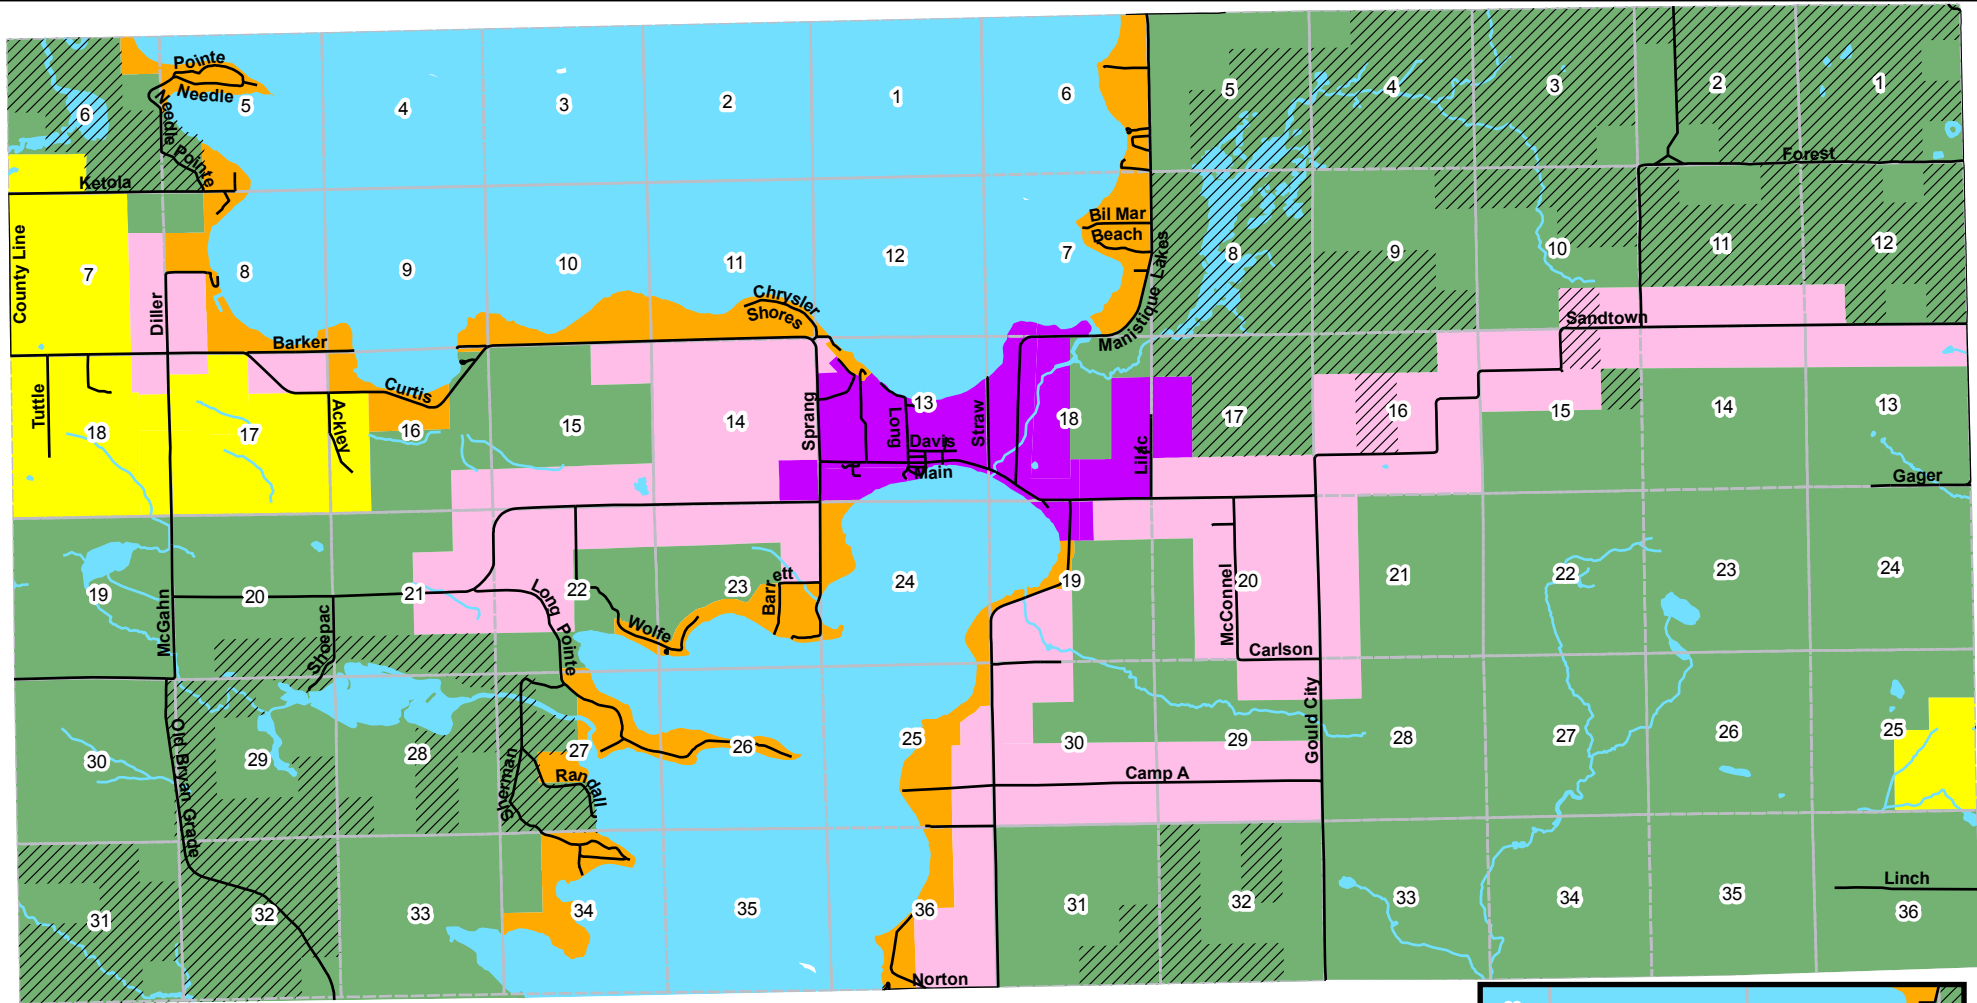 Pointe
Needle
Needle Pointe
6
5
4
3
2
1
6
5
4
3
2
1
Ketola
Forest
County Line
7
Diller
8
9
10
11
12
7
Bil Mar
Beach
Manistique Lakes
8
9
10
11
12
Chrysler
Shores
Sandtown
Barker
Curtis
Tuttle
18
17
Ackley
16
15
14
Sprang
13
Long
Davis
Main
Straw
18
Lilac
17
16
15
14
13
Gager
19
McGahn
20
Shoepac
21
Long Pointe
22
Wolfe
23
Barrett
24
19
McConnel
20
Carlson
21
22
23
24
30
Old Bryan Grade
29
28
Sherman
27
Randall
26
25
30
29
Camp A
Gould City
28
27
26
25
31
32
33
34
35
36
Norton
31
32
33
34
35
Linch
36